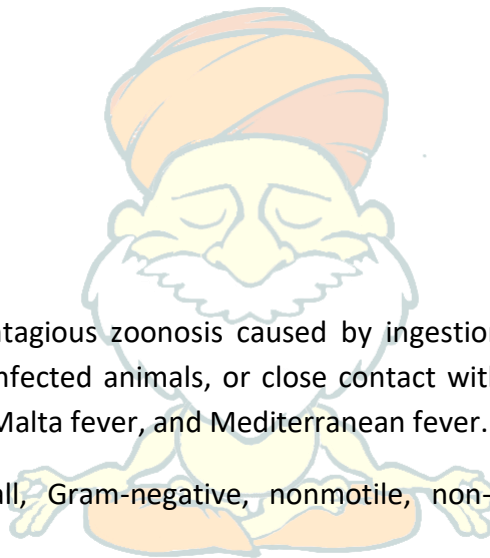 ntagious zoonosis caused by ingestion
nfected animals, or close contact with
Malta fever, and Mediterranean fever.
all, Gram-negative, nonmotile, non-